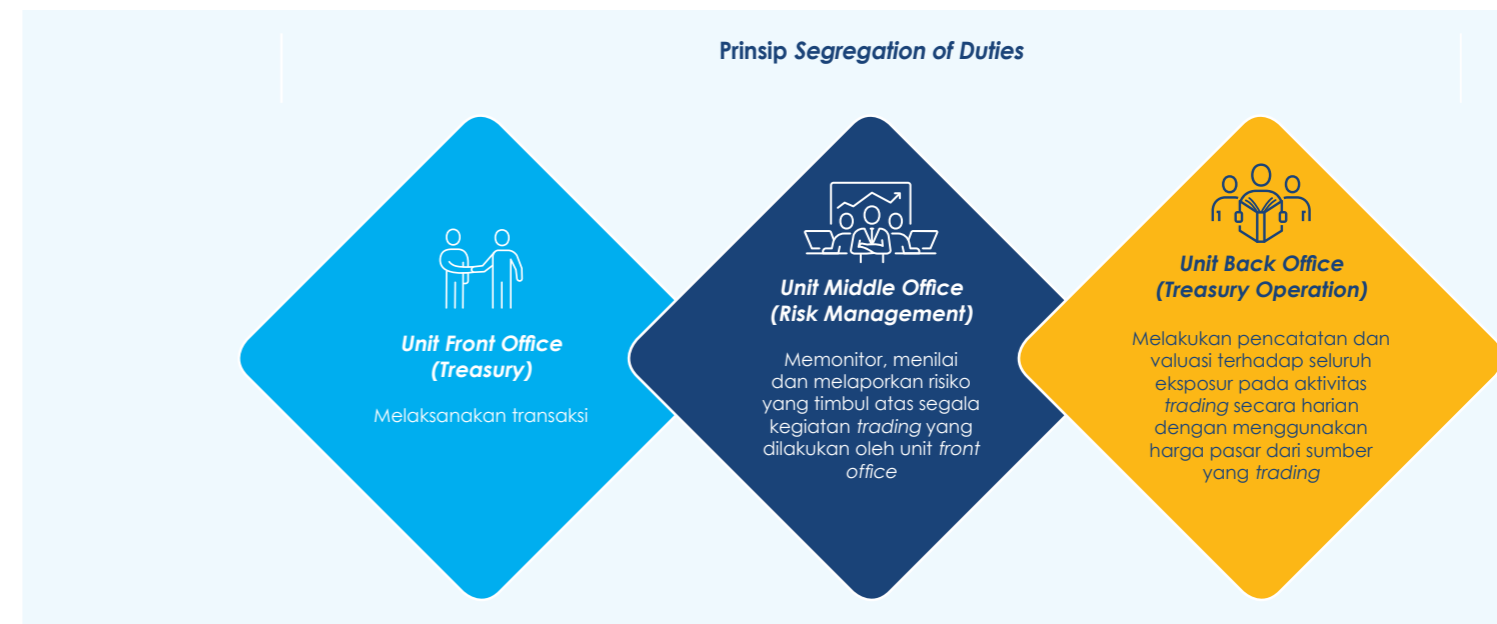 Prinsip Segregation of Duties
Unit Front Office
(Treasury)
Melaksanakan transaksi
Unit Middle Office
(Risk Management)
Memonitor, menilai
dan melaporkan risiko
yang timbul atas segala
kegiatan trading yang
dilakukan oleh unit front
office
Unit Back Office
(Treasury Operation)
Melakukan pencatatan dan
valuasi terhadap seluruh
eksposur pada aktivitas
trading secara harian
dengan menggunakan
harga pasar dari sumber
yang trading